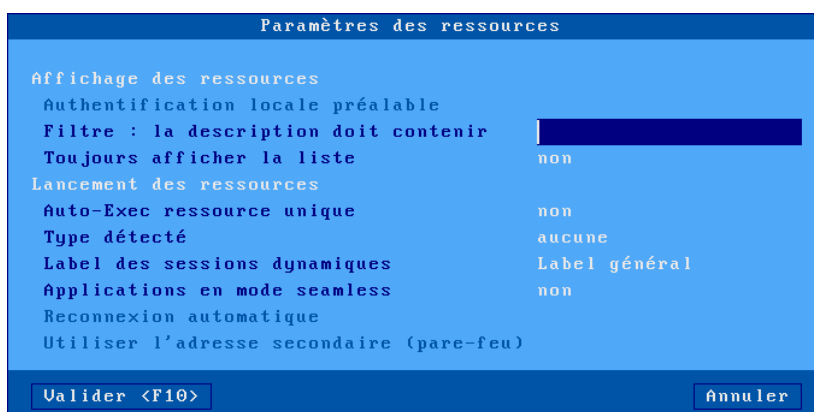 Paramètres des ressources
Affichage des ressources
Authentification locale préalable
Filtre : la description doit contenir
Toujours afficher la liste non
Lancement des ressources
Auto-Exec ressource unique non
Type détecté aucune
Label des sessions dynamiques Label général
Applications en mode seamless non
Reconnexion automatique
Utiliser l'adresse secondaire (pare-feu)
Valider <F10> Annuler